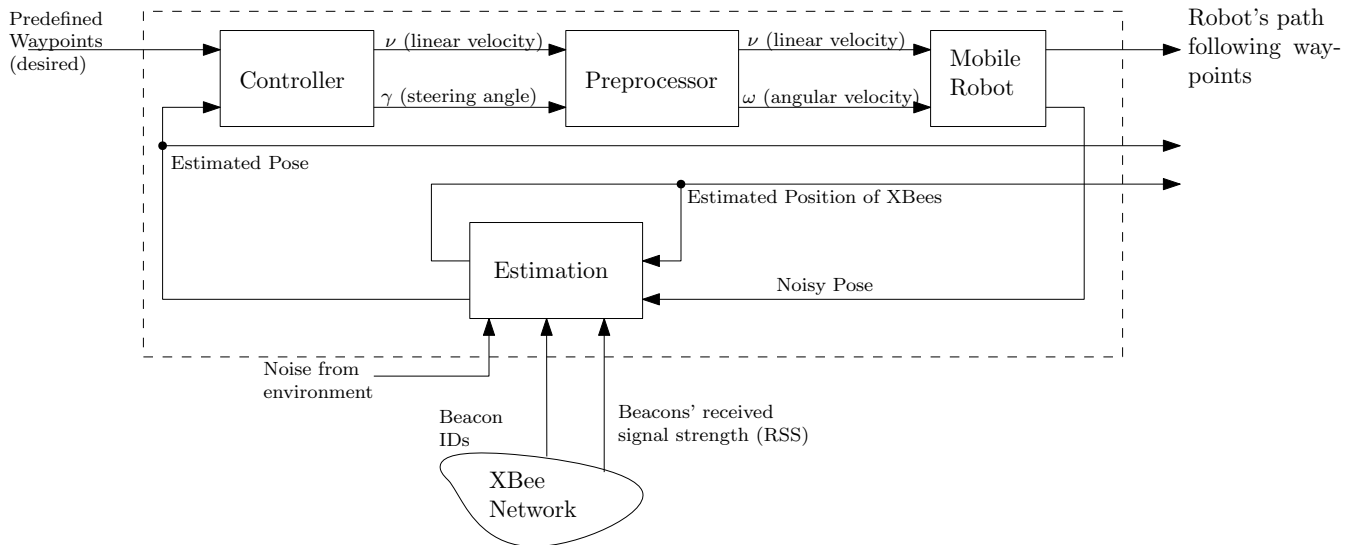 Predefined
Waypoints
(desired)
Controller
ν (linear velocity)
γ (steering angle)
Preprocessor
ν (linear velocity)
ω (angular velocity)
Mobile
Robot
Robot's path
following way-
points
Estimated Pose
Estimated Position of XBees
Estimation
Noisy Pose
Noise from
environment
Beacon
IDs
Beacons' received
signal strength (RSS)
XBee
Network